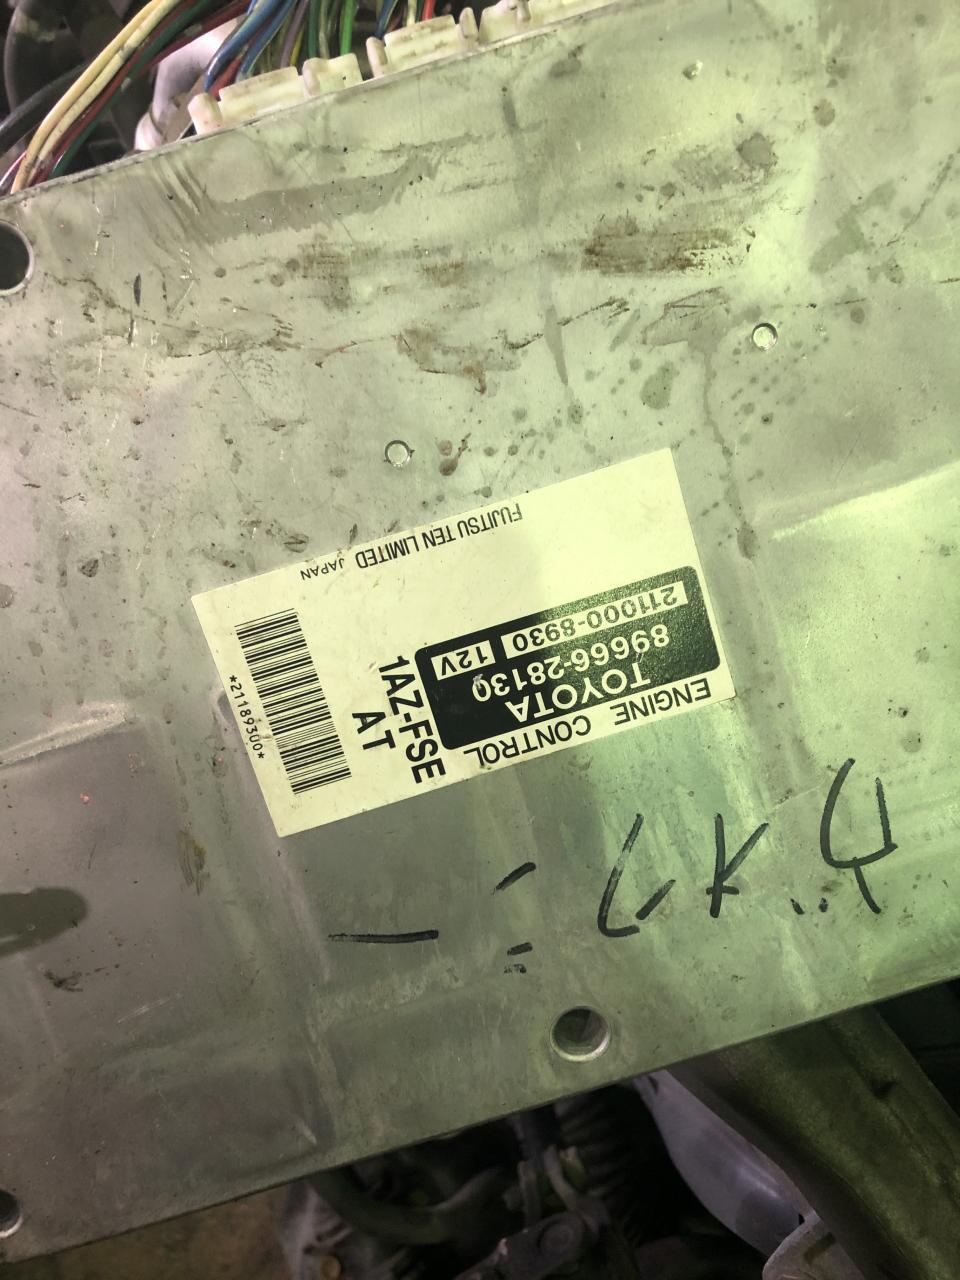 ENGINE CONTROL
TOYOTA
89666-28130
211000-8930 12V
1AZ-FSE
AT
*21189300*
FUJITSU TEN LIMITED JAPAN